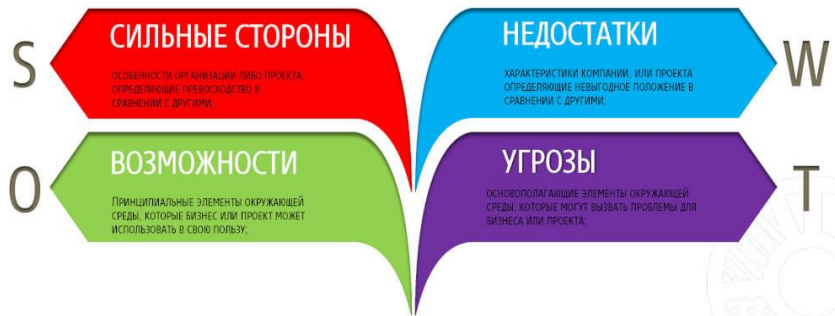 S
СИЛЬНЫЕ СТОРОНЫ
ОСОБЕННОСТИ ОРГАНИЗАЦИИ ЛИБО ПРОЕКТА,
ОПРЕДЕЛЯЮЩИЕ ПРЕВОСХОДСТВО В
СРАВНЕНИИ С ДРУГИМИ;
НЕДОСТАТКИ
ХАРАКТЕРИСТИКИ КОМПАНИИ, ИЛИ ПРОЕКТА
ОПРЕДЕЛЯЮЩИЕ НЕВЫГОДНОЕ ПОЛОЖЕНИЕ В
СРАВНЕНИИ С ДРУГИМИ;
W
O
ВОЗМОЖНОСТИ
ПРИНЦИПИАЛЬНЫЕ ЭЛЕМЕНТЫ ОКРУЖАЮЩЕЙ
СРЕДЫ, КОТОРЫЕ БИЗНЕС ИЛИ ПРОЕКТ МОЖЕТ
ИСПОЛЬЗОВАТЬ В СВОЮ ПОЛЬЗУ;
УГРОЗЫ
ОСНОВОПОЛАГАЮЩИЕ ЭЛЕМЕНТЫ ОКРУЖАЮЩЕЙ
СРЕДЫ, КОТОРЫЕ МОГУТ ВЫЗВАТЬ ПРОБЛЕМЫ ДЛЯ
БИЗНЕСА ИЛИ ПРОЕКТА;
T